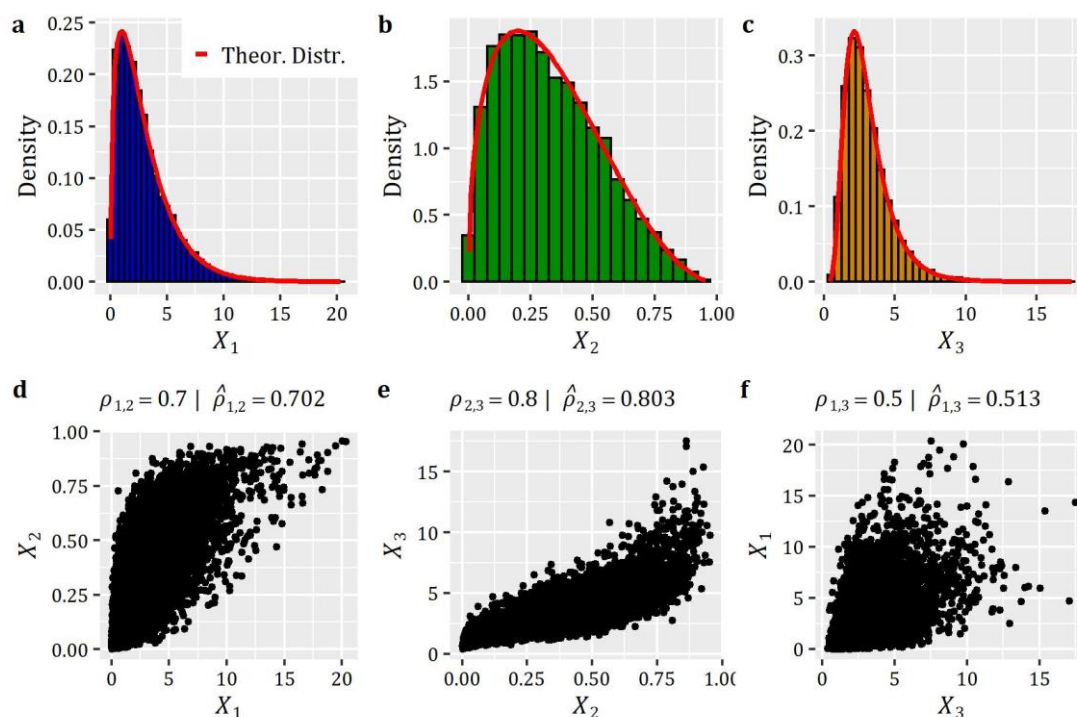 a
0.25
0.20
0.15
0.10
0.05
0.00
Density
Theor. Distr.
0 5 10 15 20
X₁
b
1.5
1.0
0.5
0.0
Density
0.00 0.25 0.50 0.75 1.00
X₂
c
0.3
0.2
0.1
0.0
Density
0 5 10 15
X₃
d
ρ₁,₂ = 0.7 | ρ̂₁,₂ = 0.702
1.00
0.75
0.50
0.25
0.00
X₂
0 5 10 15 20
X₁
e
ρ₂,₃ = 0.8 | ρ̂₂,₃ = 0.803
15
10
5
0
X₃
0.00 0.25 0.50 0.75 1.00
X₂
f
ρ₁,₃ = 0.5 | ρ̂₁,₃ = 0.513
20
15
10
5
0
X₁
0 5 10 15
X₃